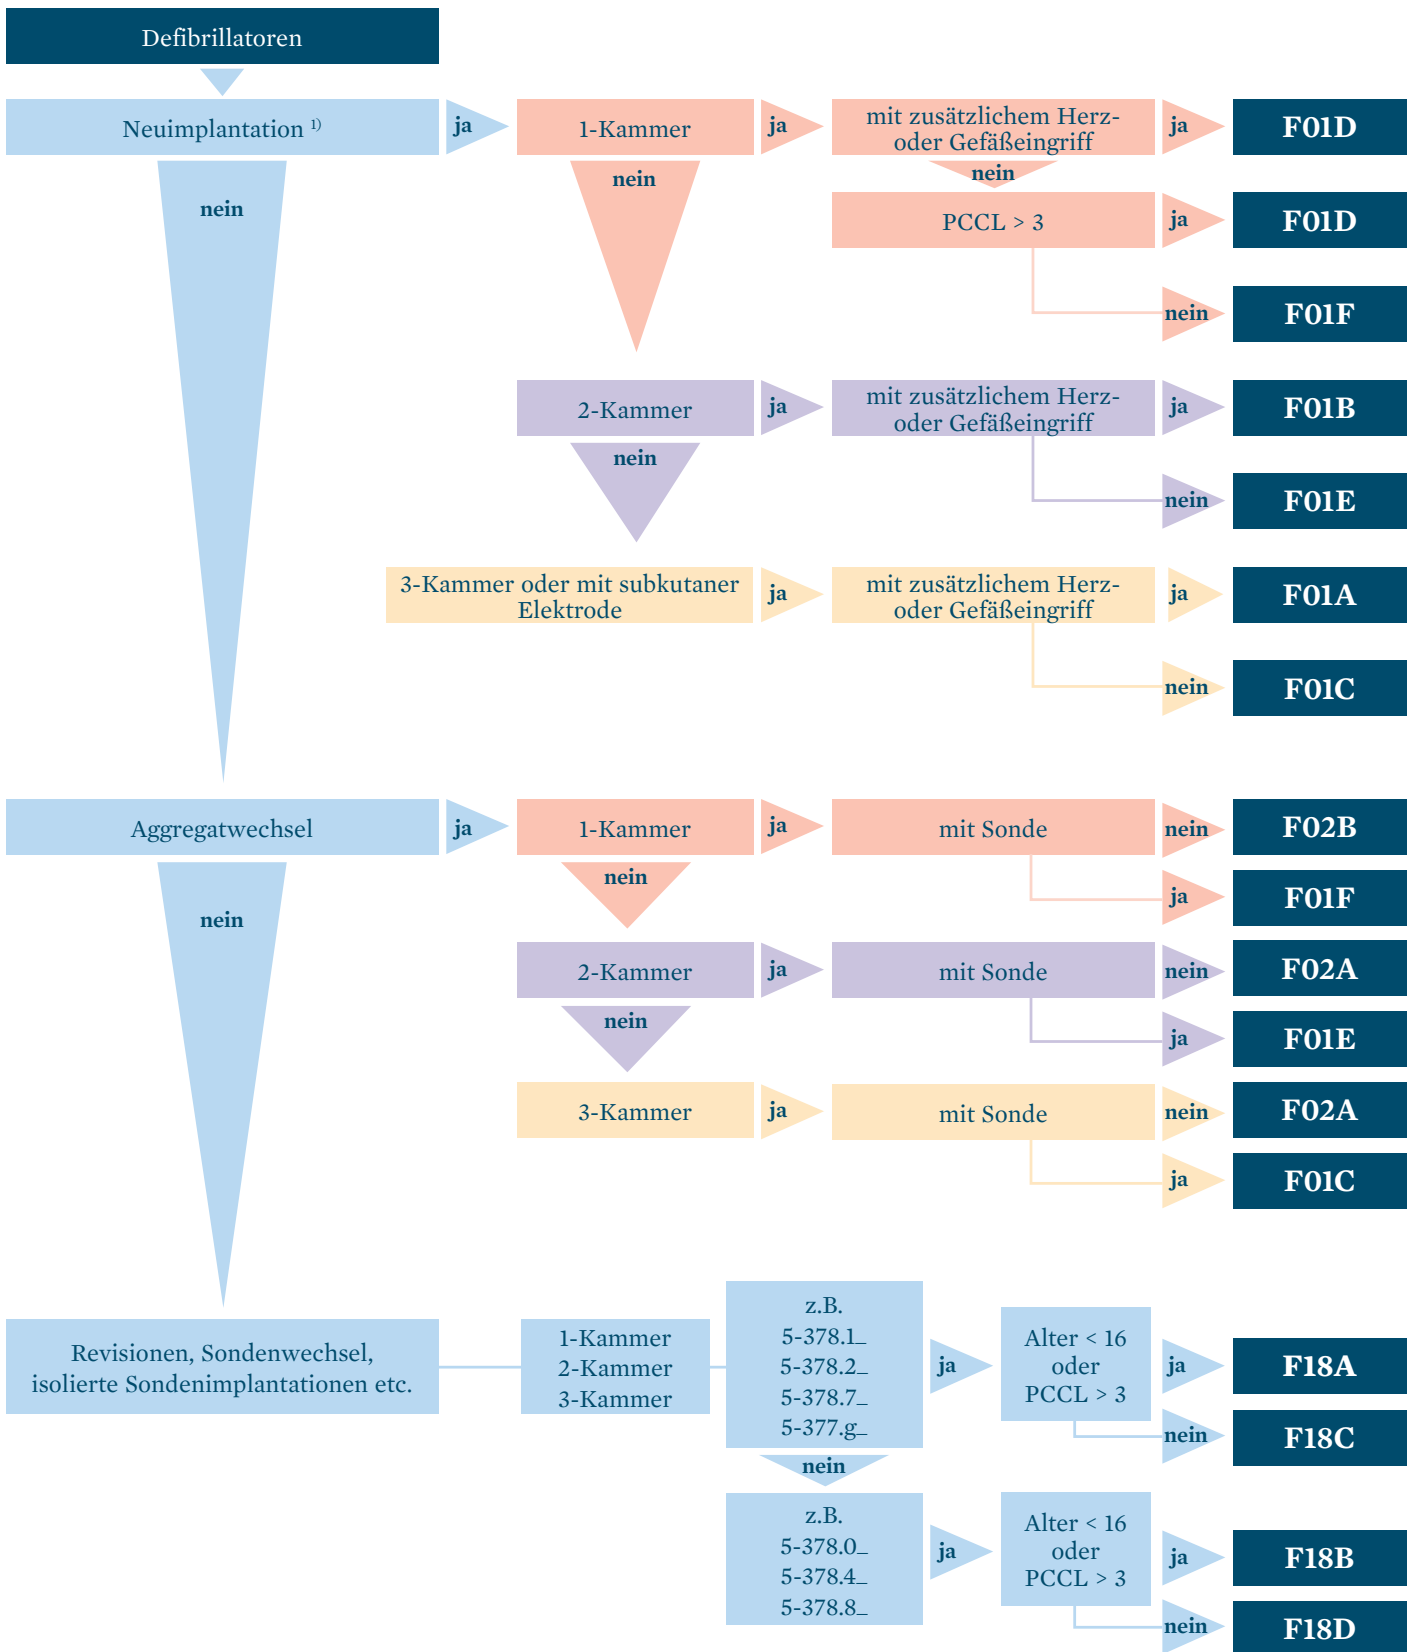 Defibrillatoren
Neuimplantation ¹⁾
ja
1-Kammer
ja
mit zusätzlichem Herz-
oder Gefäßeingriff
ja
F01D
nein
nein
nein
PCCL > 3
ja
F01D
nein
F01F
2-Kammer
ja
mit zusätzlichem Herz-
oder Gefäßeingriff
ja
F01B
nein
nein
F01E
3-Kammer oder mit subkutaner
Elektrode
ja
mit zusätzlichem Herz-
oder Gefäßeingriff
ja
F01A
nein
F01C
Aggregatwechsel
ja
1-Kammer
ja
mit Sonde
nein
F02B
nein
nein
ja
F01F
2-Kammer
ja
mit Sonde
nein
F02A
nein
ja
F01E
3-Kammer
ja
mit Sonde
nein
F02A
ja
F01C
Revisionen, Sondenwechsel,
isolierte Sondenimplantationen etc.
1-Kammer
2-Kammer
3-Kammer
z.B.
5-378.1_
5-378.2_
5-378.7_
5-377.g_
ja
Alter < 16
oder
PCCL > 3
ja
F18A
nein
F18C
nein
z.B.
5-378.0_
5-378.4_
5-378.8_
ja
Alter < 16
oder
PCCL > 3
ja
F18B
nein
F18D